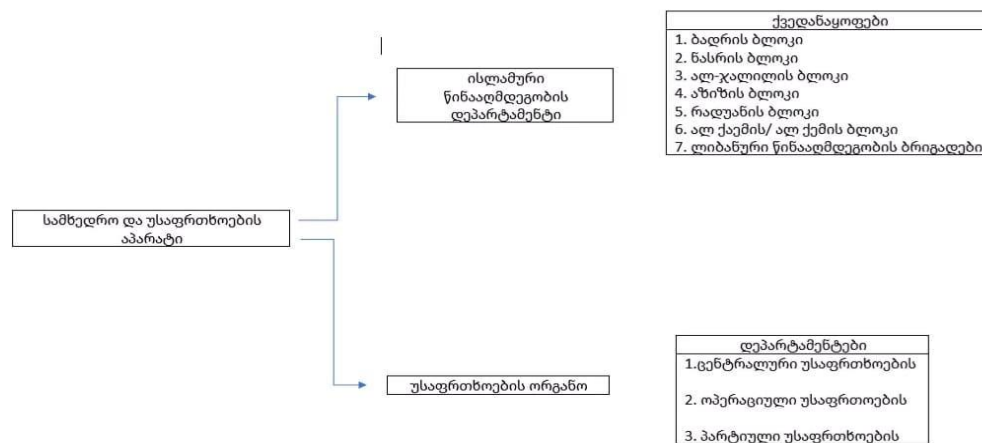 სამხედრო და უსაფრთხოების
აპარატი
ისლამური
წინააღმდეგობის
დეპარტამენტი
ქვედანაყოფები
1. ბადრის ბლოკი
2. ნასრის ბლოკი
3. ალ-ჯალილის ბლოკი
4. აზიზის ბლოკი
5. რადუანის ბლოკი
6. ალ ქაემის/ ალ ქემის ბლოკი
7. ლიბანური წინააღმდეგობის ბრიგადები
უსაფრთხოების ორგანო
დეპარტამენტები
1.ცენტრალური უსაფრთხოების
2. ოპერაციული უსაფრთოების
3. პარტიული უსაფრთხოების